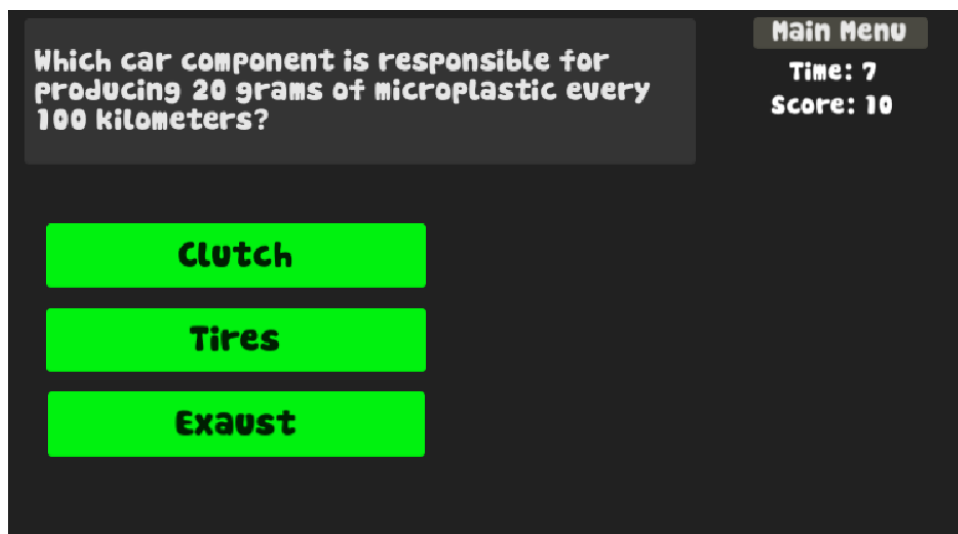 Which car component is responsible for
producing 20 grams of microplastic every
100 kilometers?
Main Menu
Time: 7
Score: 10
Clutch
Tires
Exaust